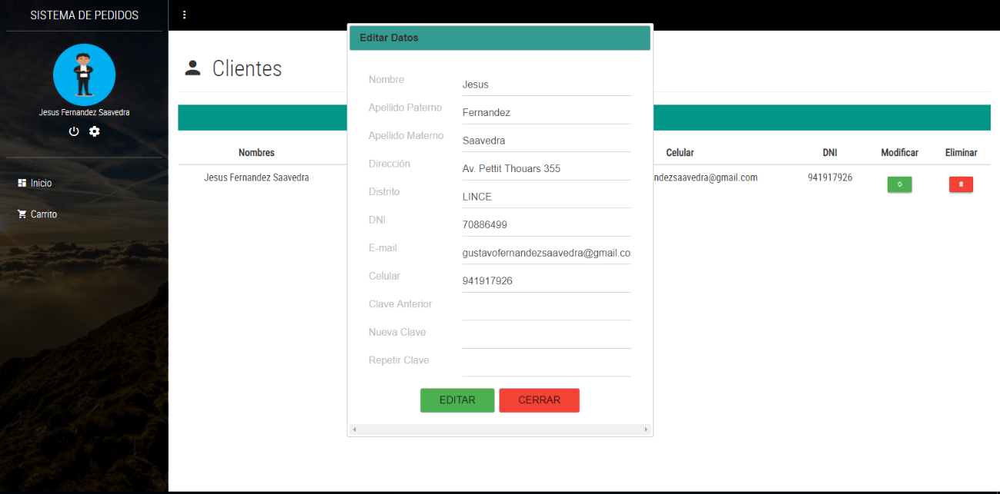 SISTEMA DE PEDIDOS
Jesus Fernandez Saavedra
Inicio
Carrito
Clientes
Nombres Celular DNI Modificar Eliminar
Jesus Fernandez Saavedra ndezsaavedra@gmail.com 941917926
Editar Datos
Nombre Jesus
Apellido Paterno Fernandez
Apellido Materno Saavedra
Dirección Av. Pettit Thouars 355
Distrito LINCE
DNI 70886499
E-mail gustavofernandezsaavedra@gmail.co
Celular 941917926
Clave Anterior
Nueva Clave
Repetir Clave
EDITAR CERRAR